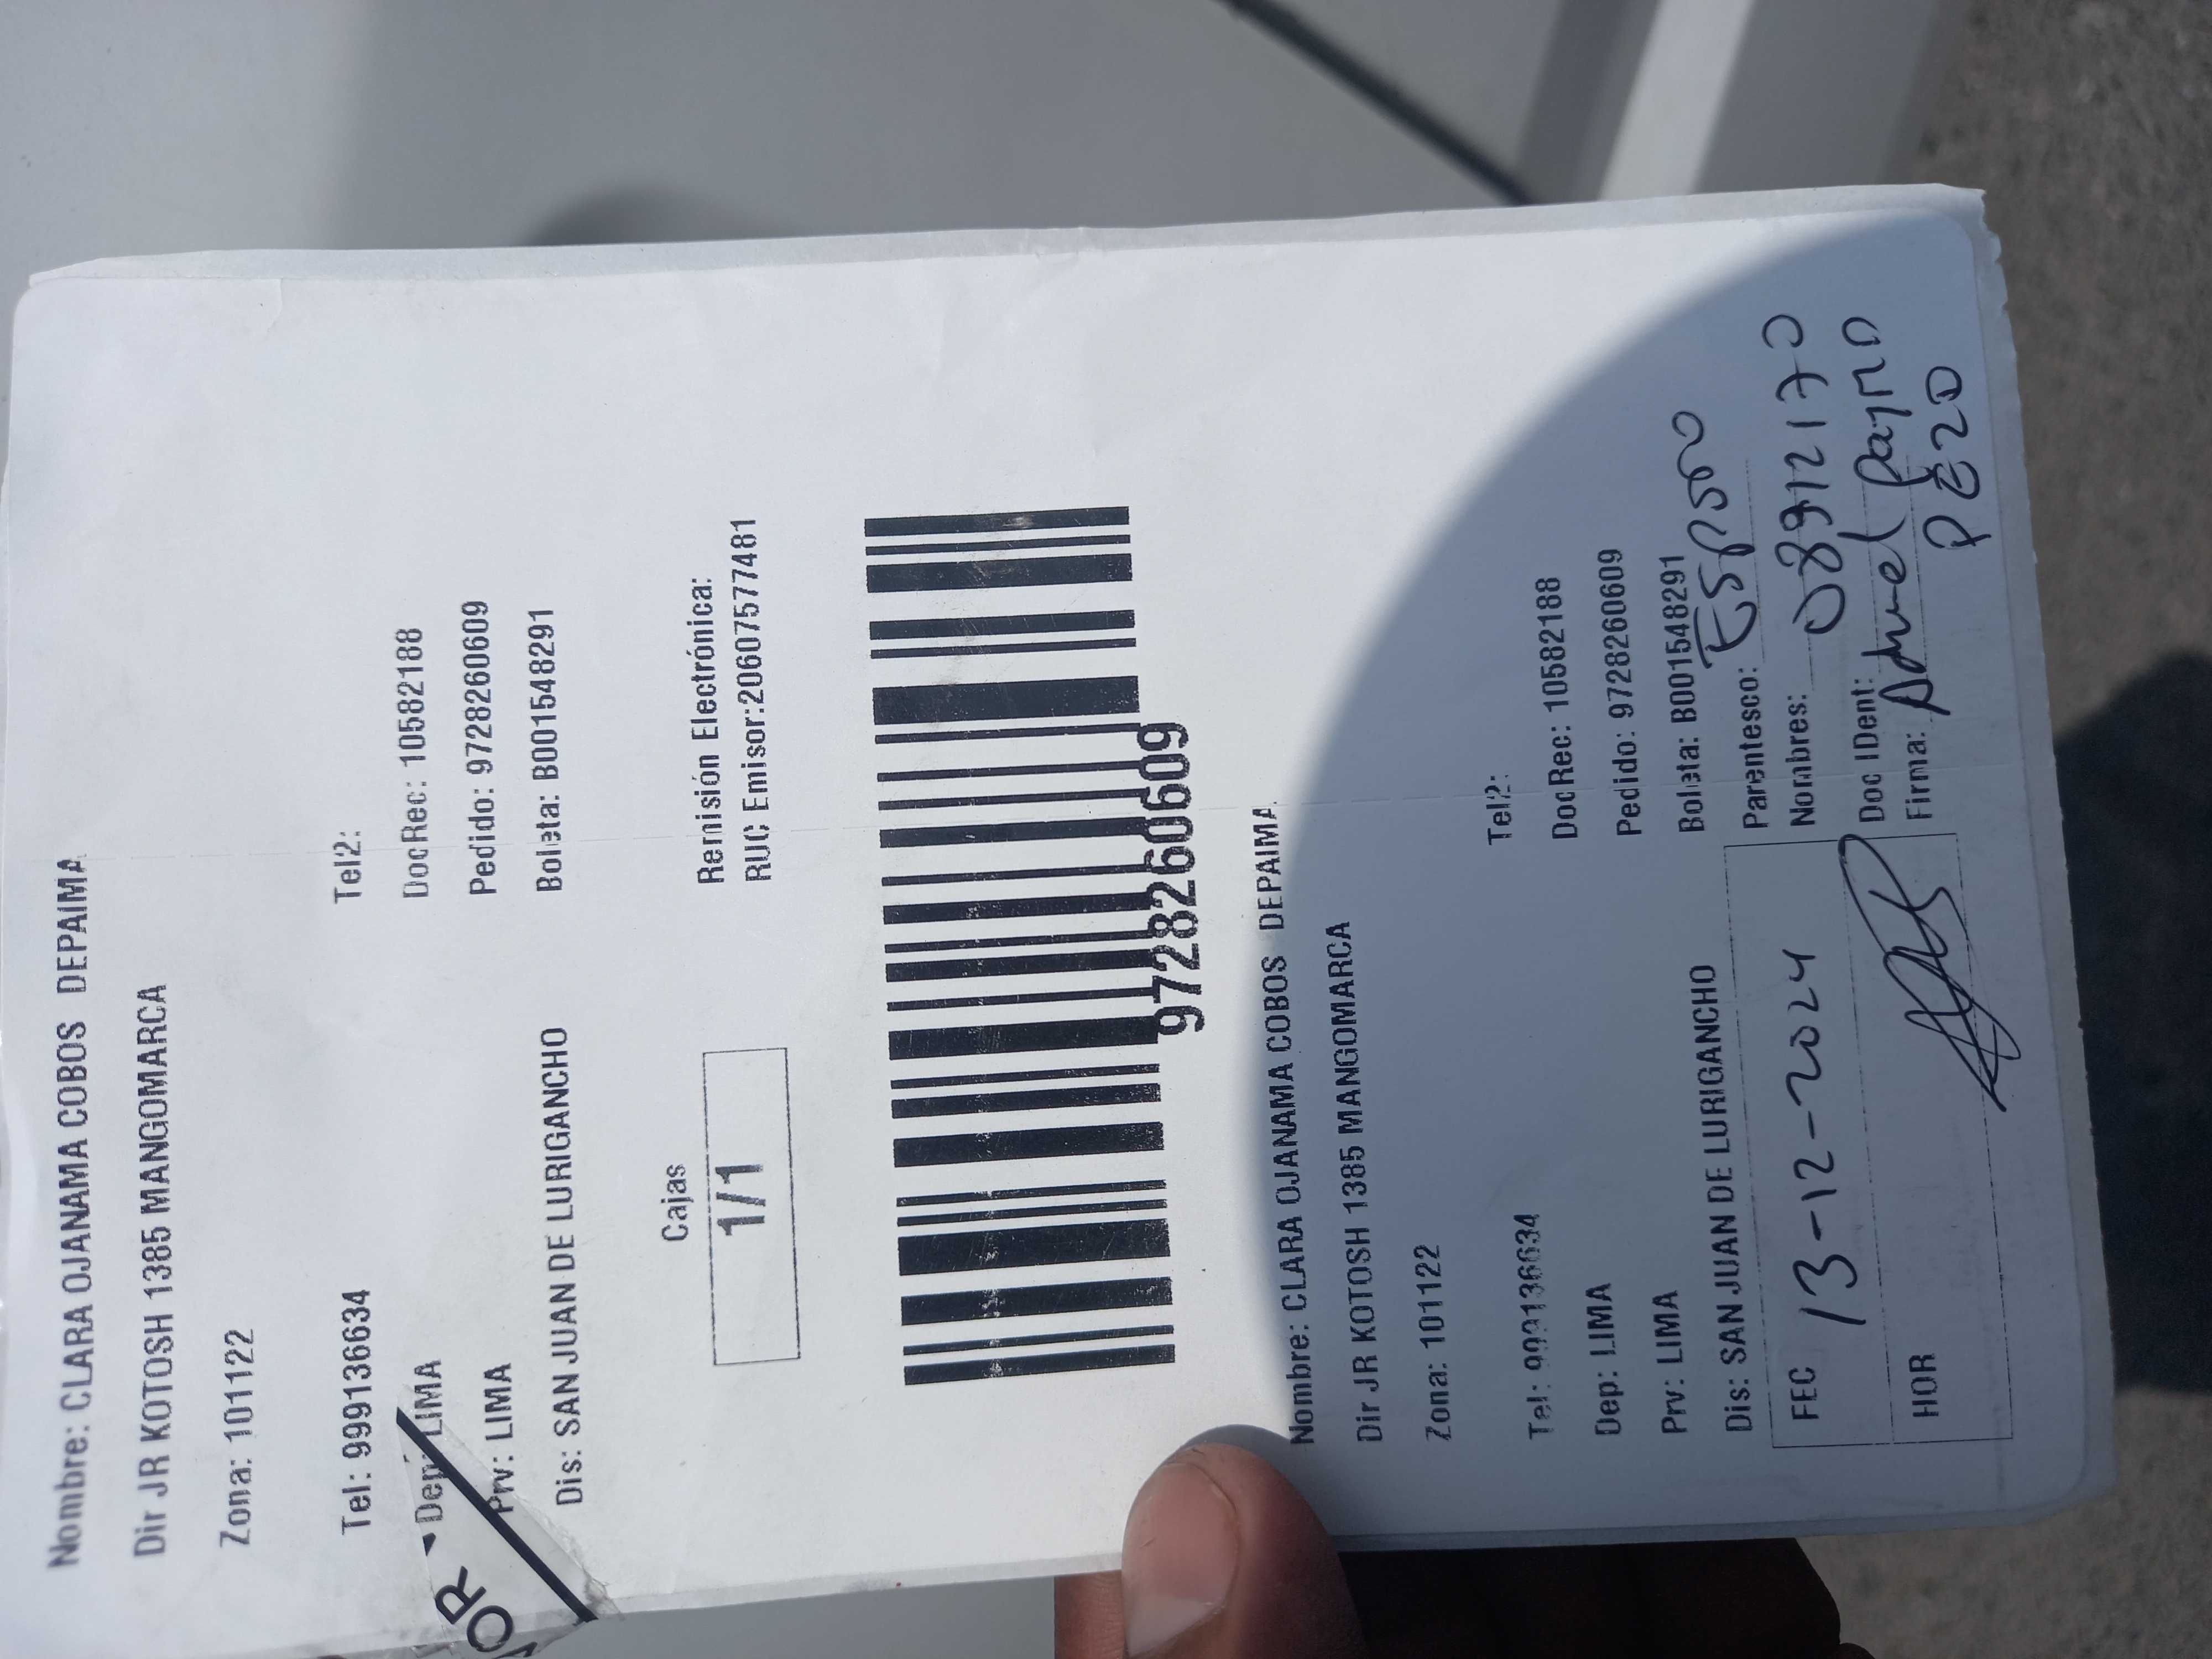 Nombre: CLARA OJANAMA COBOS DEPAIMA
Dir JR KOTOSH 1385 MANGOMARCA
Zona: 101122
Tel: 999136634
Tel2:
Dep: LIMA
DocRec: 10582188
Prv: LIMA
Pedido: 9728260609
Dis: SAN JUAN DE LURIGANCHO
Boleta: B001548291
Cajas
1/1
Remisión Electrónica:
RUC Emisor:20607577481
9728260609
Nombre: CLARA OJANAMA COBOS DEPAIMA
Dir JR KOTOSH 1385 MANGOMARCA
Zona: 101122
Tel: 999136634
Tel2:
Dep: LIMA
DocRec: 10582188
Prv: LIMA
Pedido: 9728260609
Dis: SAN JUAN DE LURIGANCHO
Boleta: B001548291
FEC 13-12-2024
HOR
Parentesco: Esposo
Nombres: 08912170
Doc IDent:
Firma: